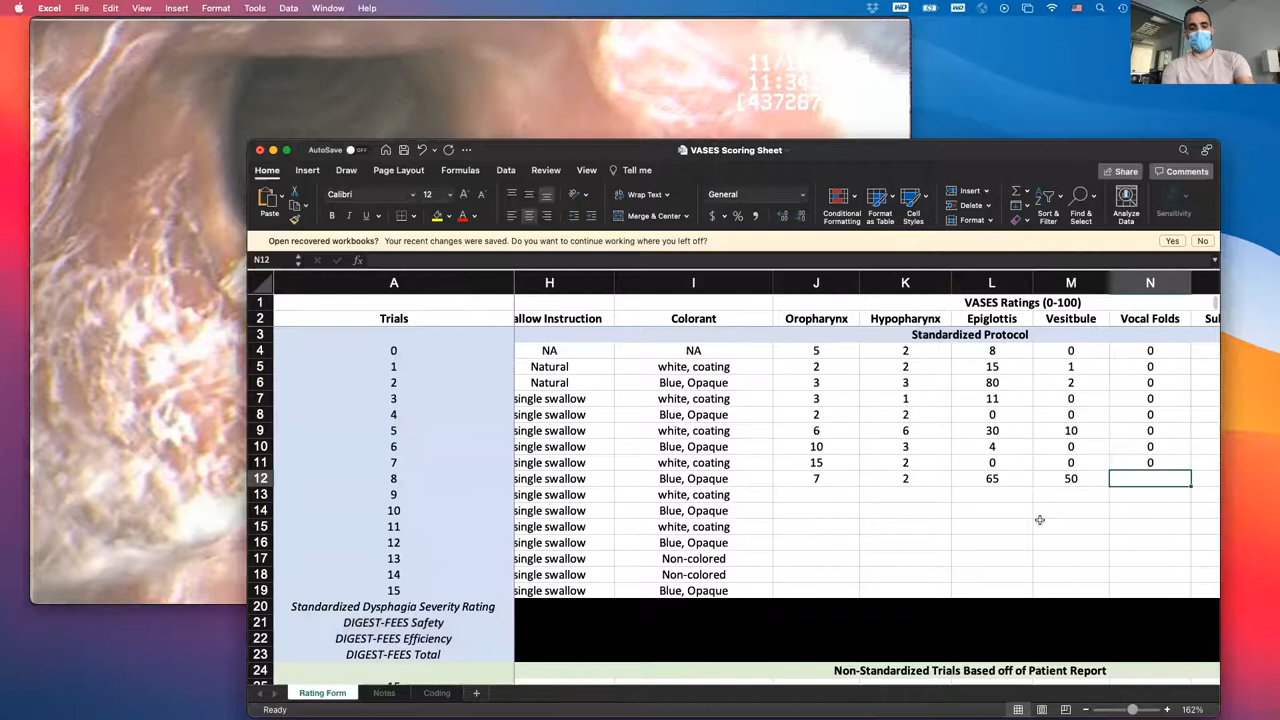 Excel File Edit View Insert Format Tools Data Window Help
11:34
[437267
AutoSave OFF VASES Scoring Sheet
Home Insert Draw Page Layout Formulas Data Review View Tell me Share Comments
Paste Calibri 12 Wrap Text General Conditional Formatting Format as Table Cell Styles Insert Sort & Filter Find & Select Analyze Data Sensitivity
B I U Merge & Center $ % Delete Format
Open recovered workbooks? Your recent changes were saved. Do you want to continue working where you left off? Yes No
N12 fx
A H I J K L M N
1 VASES Ratings (0-100)
2 Trials allow Instruction Colorant Oropharynx Hypopharynx Epiglottis Vesitbule Vocal Folds
3 Standardized Protocol
4 0 NA NA 5 2 8 0 0
5 1 Natural white, coating 2 2 15 1 0
6 2 Natural Blue, Opaque 3 3 80 2 0
7 3 single swallow white, coating 3 1 11 0 0
8 4 single swallow Blue, Opaque 2 2 0 0 0
9 5 single swallow white, coating 6 6 30 10 0
10 6 single swallow Blue, Opaque 10 3 4 0 0
11 7 single swallow white, coating 15 2 0 0 0
12 8 single swallow Blue, Opaque 7 2 65 50
13 9 single swallow white, coating
14 10 single swallow Blue, Opaque
15 11 single swallow white, coating
16 12 single swallow Blue, Opaque
17 13 single swallow Non-colored
18 14 single swallow Non-colored
19 15 single swallow Blue, Opaque
20 Standardized Dysphagia Severity Rating
21 DIGEST-FEES Safety
22 DIGEST-FEES Efficiency
23 DIGEST-FEES Total
24 Non-Standardized Trials Based off of Patient Report
Rating Form Notes Coding
Ready 162%